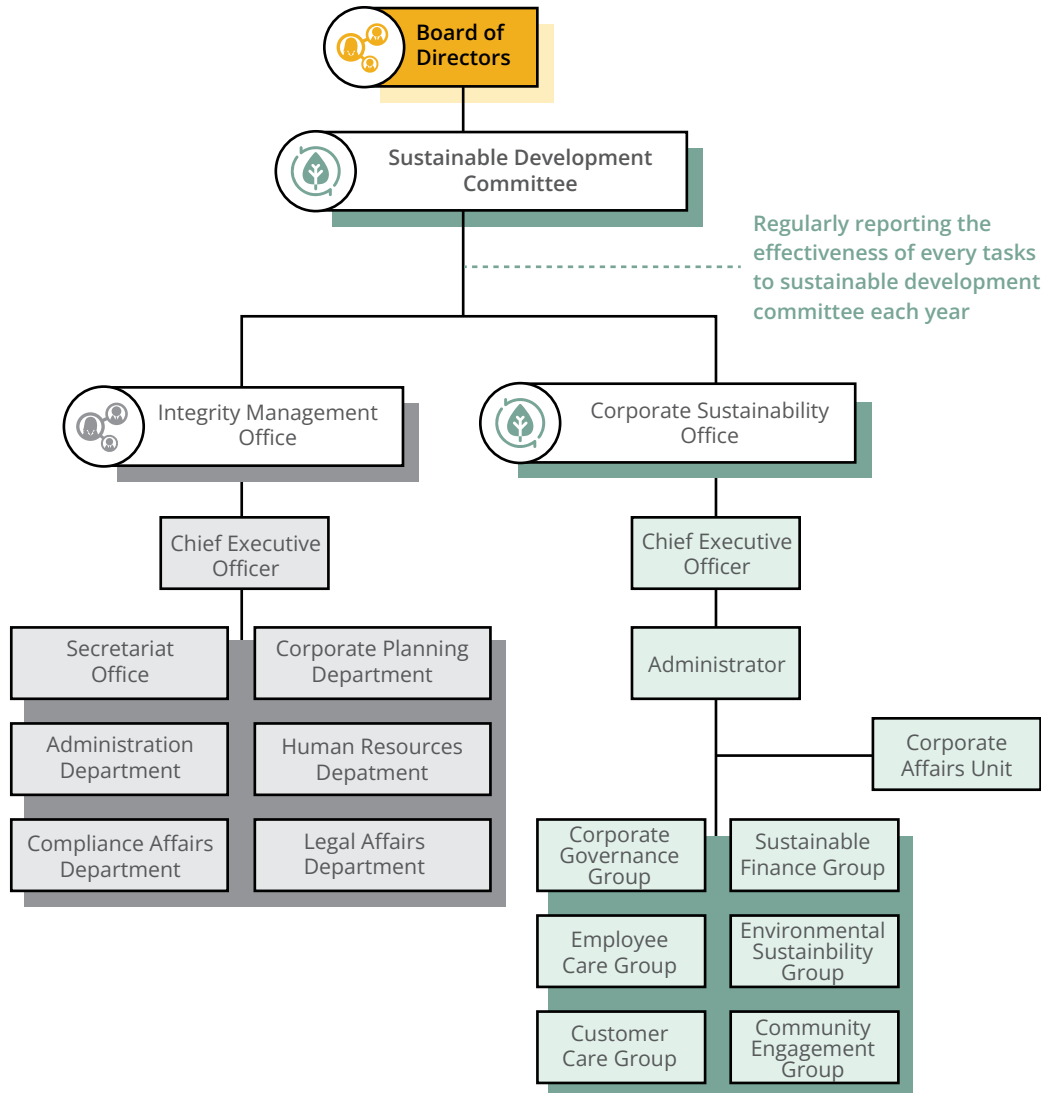 Board of
Directors
Sustainable Development
Committee
Regularly reporting the
effectiveness of every tasks
to sustainable development
committee each year
Integrity Management
Office
Corporate Sustainability
Office
Chief Executive
Officer
Chief Executive
Officer
Secretariat
Office
Corporate Planning
Department
Administrator
Administration
Department
Human Resources
Depatment
Corporate
Affairs Unit
Compliance Affairs
Department
Legal Affairs
Department
Corporate
Governance
Group
Sustainable
Finance Group
Employee
Care Group
Environmental
Sustainbility
Group
Customer
Care Group
Community
Engagement
Group